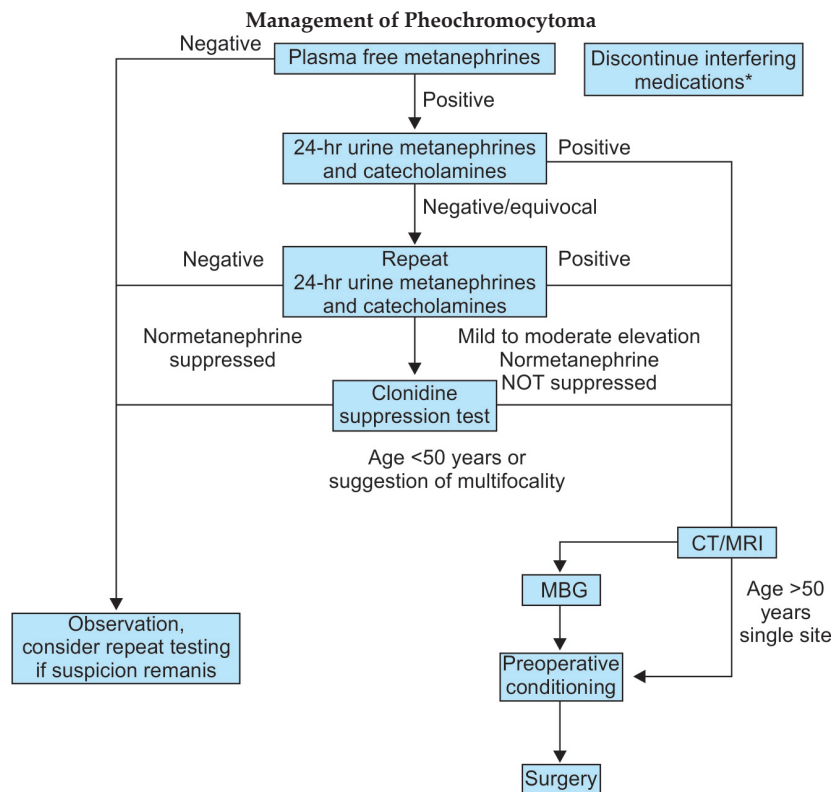 Management of Pheochromocytoma
Negative
Plasma free metanephrines
Discontinue interfering
medications*
Positive
24-hr urine metanephrines
and catecholamines
Positive
Negative/equivocal
Negative
Repeat
24-hr urine metanephrines
and catecholamines
Positive
Normetanephrine
suppressed
Mild to moderate elevation
Normetanephrine
NOT suppressed
Clonidine
suppression test
Age <50 years or
suggestion of multifocality
CT/MRI
MBG
Age >50
years
single site
Observation,
consider repeat testing
if suspicion remanis
Preoperative
conditioning
Surgery